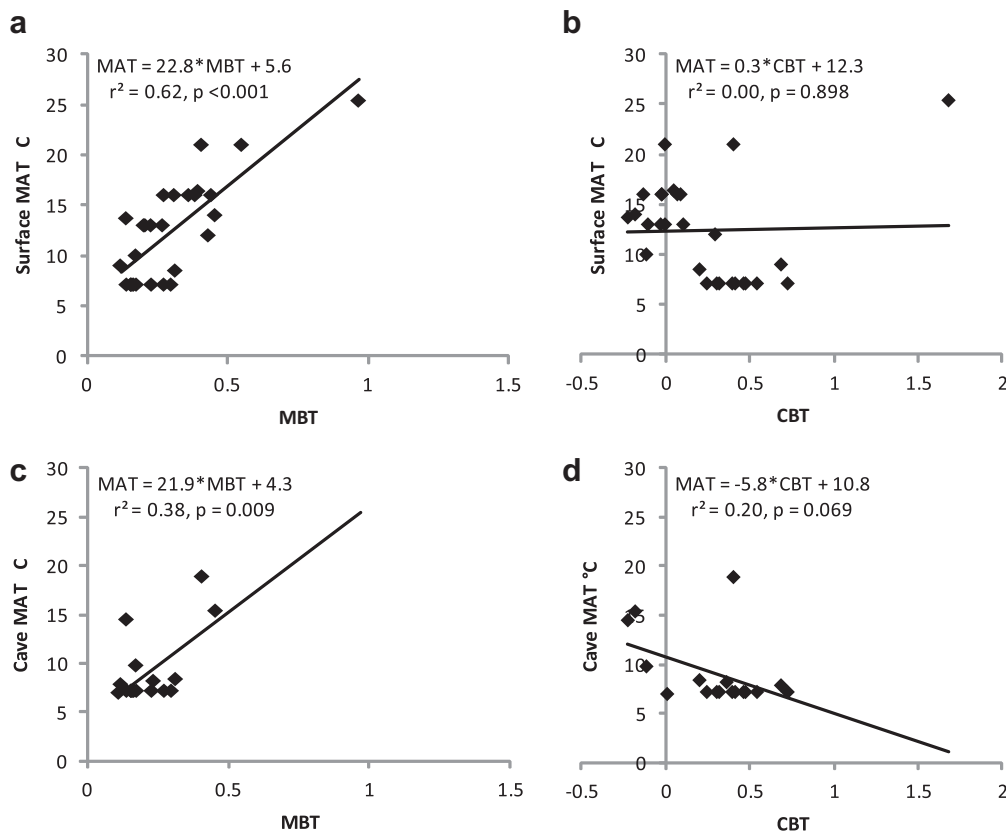 a
MAT = 22.8*MBT + 5.6
r² = 0.62, p <0.001
Surface MAT C
30
25
20
15
10
5
0
0 0.5 1 1.5
MBT
b
MAT = 0.3*CBT + 12.3
r² = 0.00, p = 0.898
Surface MAT C
30
25
20
15
10
5
0
-0.5 0 0.5 1 1.5 2
CBT
c
MAT = 21.9*MBT + 4.3
r² = 0.38, p = 0.009
Cave MAT C
30
25
20
15
10
5
0
0 0.5 1 1.5
MBT
d
MAT = -5.8*CBT + 10.8
r² = 0.20, p = 0.069
Cave MAT °C
30
25
20
15
10
5
0
-0.5 0 0.5 1 1.5 2
CBT